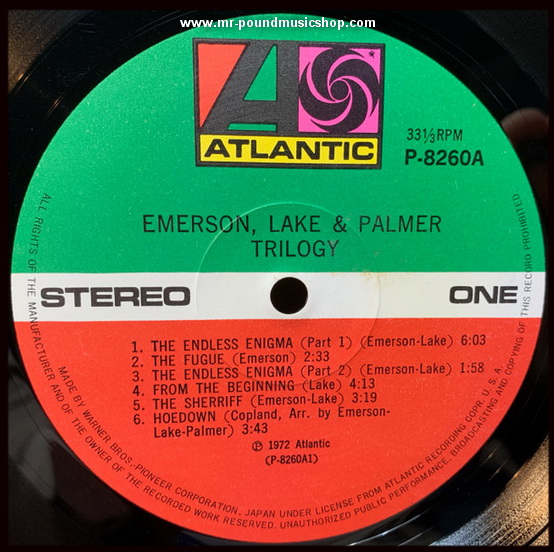 www.mr-poundmusicshop.com
ATLANTIC
®
33⅓RPM
P-8260A
EMERSON, LAKE & PALMER
TRILOGY
STEREO
ONE
1. THE ENDLESS ENIGMA (Part 1) (Emerson-Lake) 6:03
2. THE FUGUE (Emerson) 2:33
3. THE ENDLESS ENIGMA (Part 2) (Emerson-Lake) 1:58
4. FROM THE BEGINNING (Lake) 4:13
5. THE SHERRIFF (Emerson-Lake) 3:19
6. HOEDOWN (Copland, Arr. by Emerson-
Lake-Palmer) 3:43
℗ 1972 Atlantic
(P-8260A1)
MADE BY WARNER BROS.-PIONEER CORPORATION, JAPAN UNDER LICENSE FROM ATLANTIC RECORDING CORP. U. S. A.
ALL RIGHTS OF THE MANUFACTURER AND OF THE OWNER OF THE RECORDED WORK RESERVED. UNAUTHORIZED PUBLIC PERFORMANCE, BROADCASTING AND COPYING OF THIS RECORD PROHIBITED